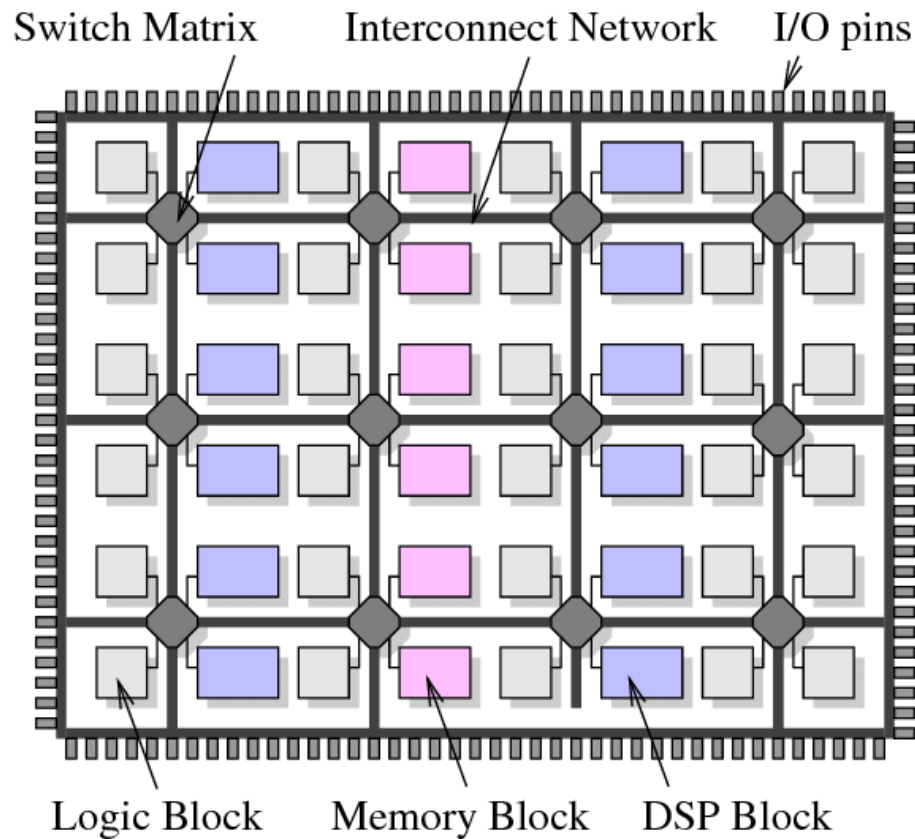 Switch Matrix
Interconnect Network
I/O pins
Logic Block
Memory Block
DSP Block